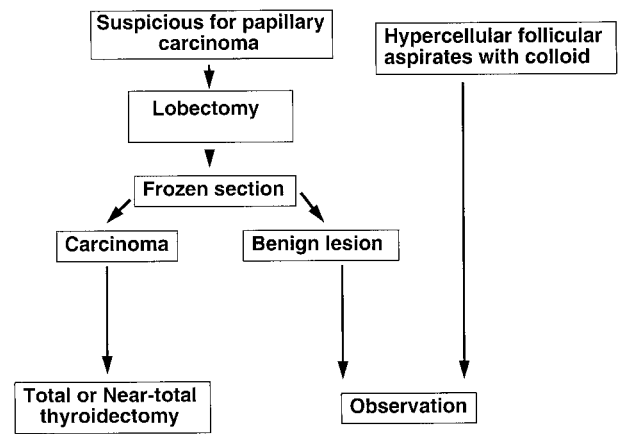 Suspicious for papillary
carcinoma
Hypercellular follicular
aspirates with colloid
Lobectomy
Frozen section
Carcinoma
Benign lesion
Total or Near-total
thyroidectomy
Observation